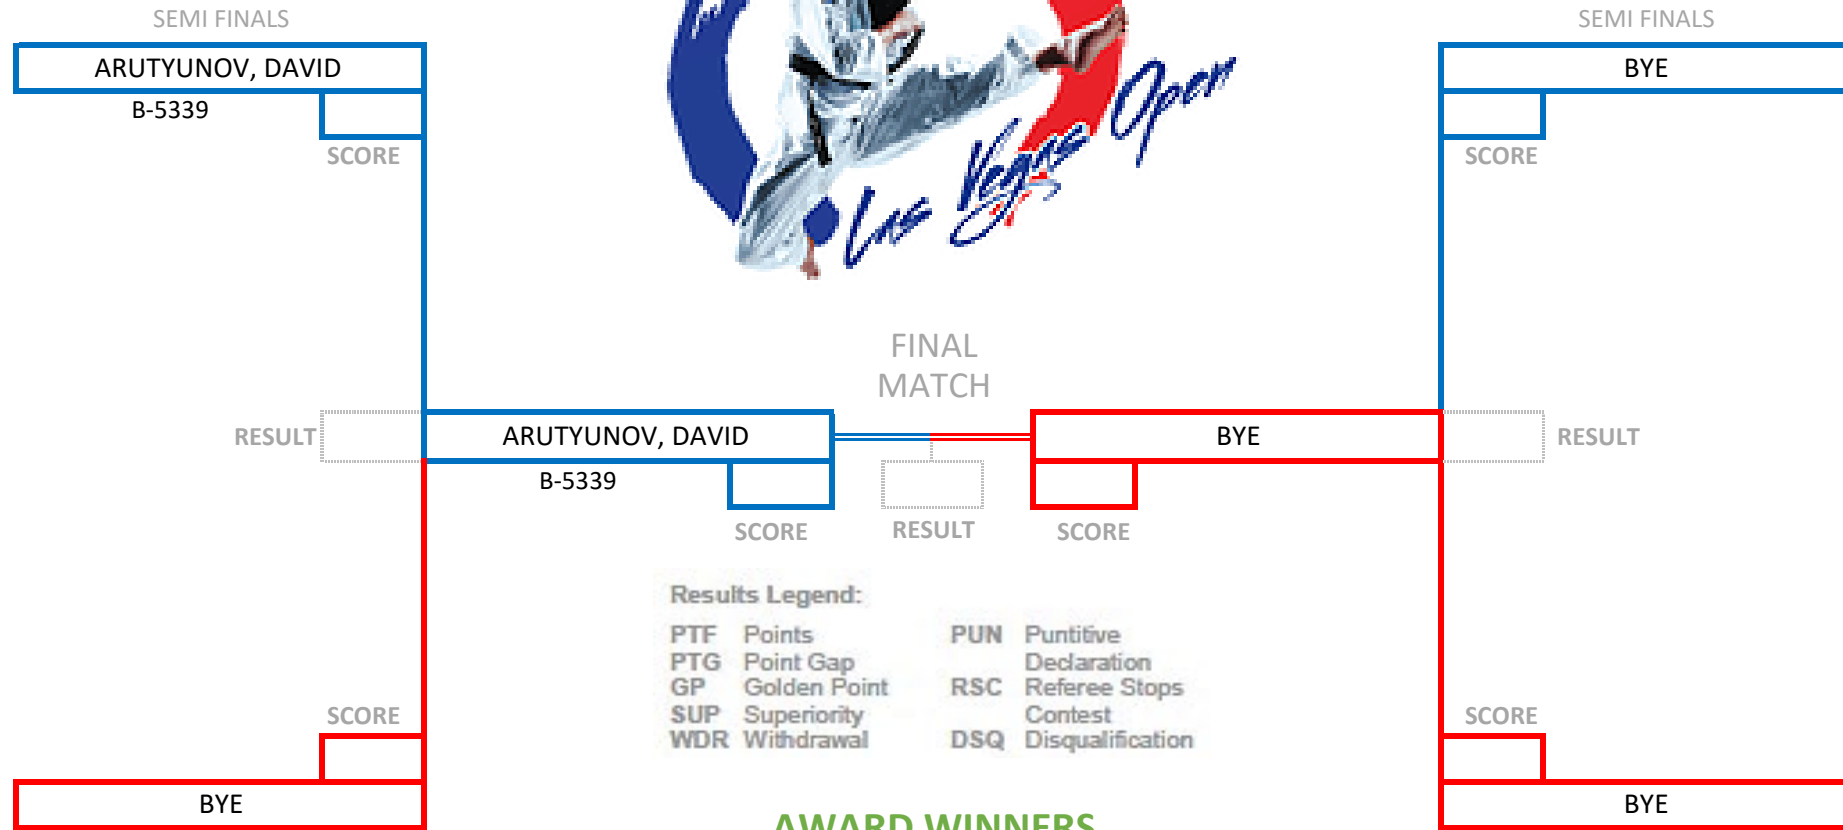 SEMI FINALS
SEMI FINALS
ARUTYUNOV, DAVID
BYE
B-5339
SCORE
SCORE
Las Vegas Open
FINAL
MATCH
RESULT
ARUTYUNOV, DAVID
BYE
RESULT
B-5339
SCORE
RESULT
SCORE
Results Legend:
PTF Points
PTG Point Gap
GP Golden Point
SUP Superiority
WDR Withdrawal
PUN Puntitive
Declaration
RSC Referee Stops
Contest
DSQ Disqualification
SCORE
SCORE
BYE
BYE
AWARD WINNERS